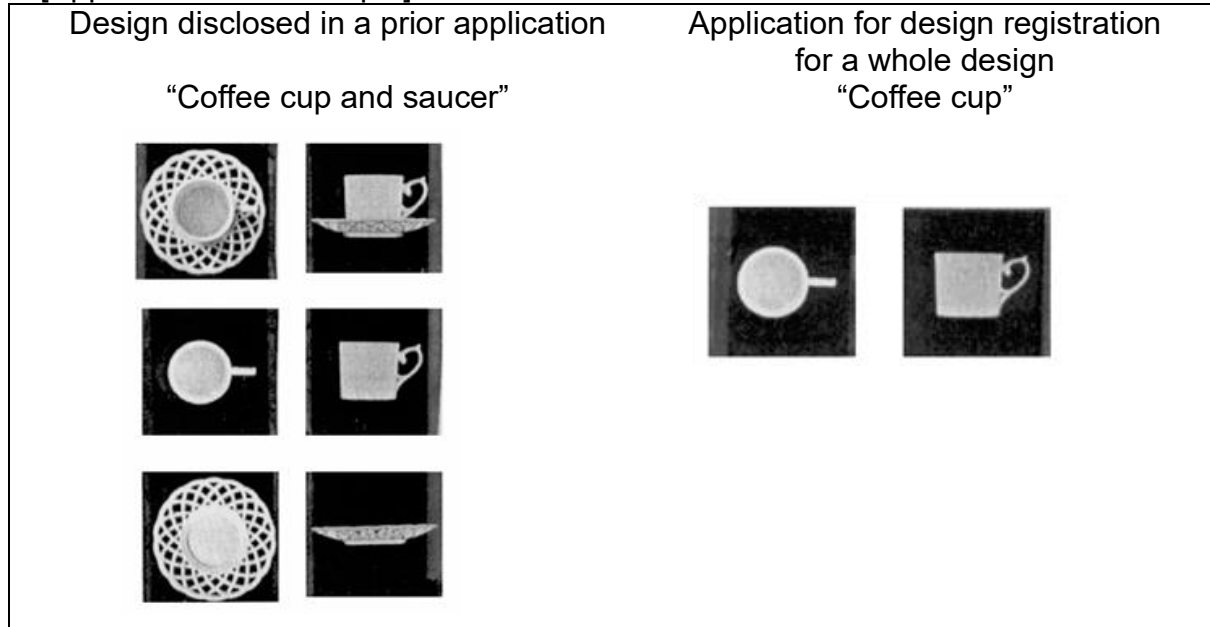 Design disclosed in a prior application
“Coffee cup and saucer”
Application for design registration
for a whole design
“Coffee cup”